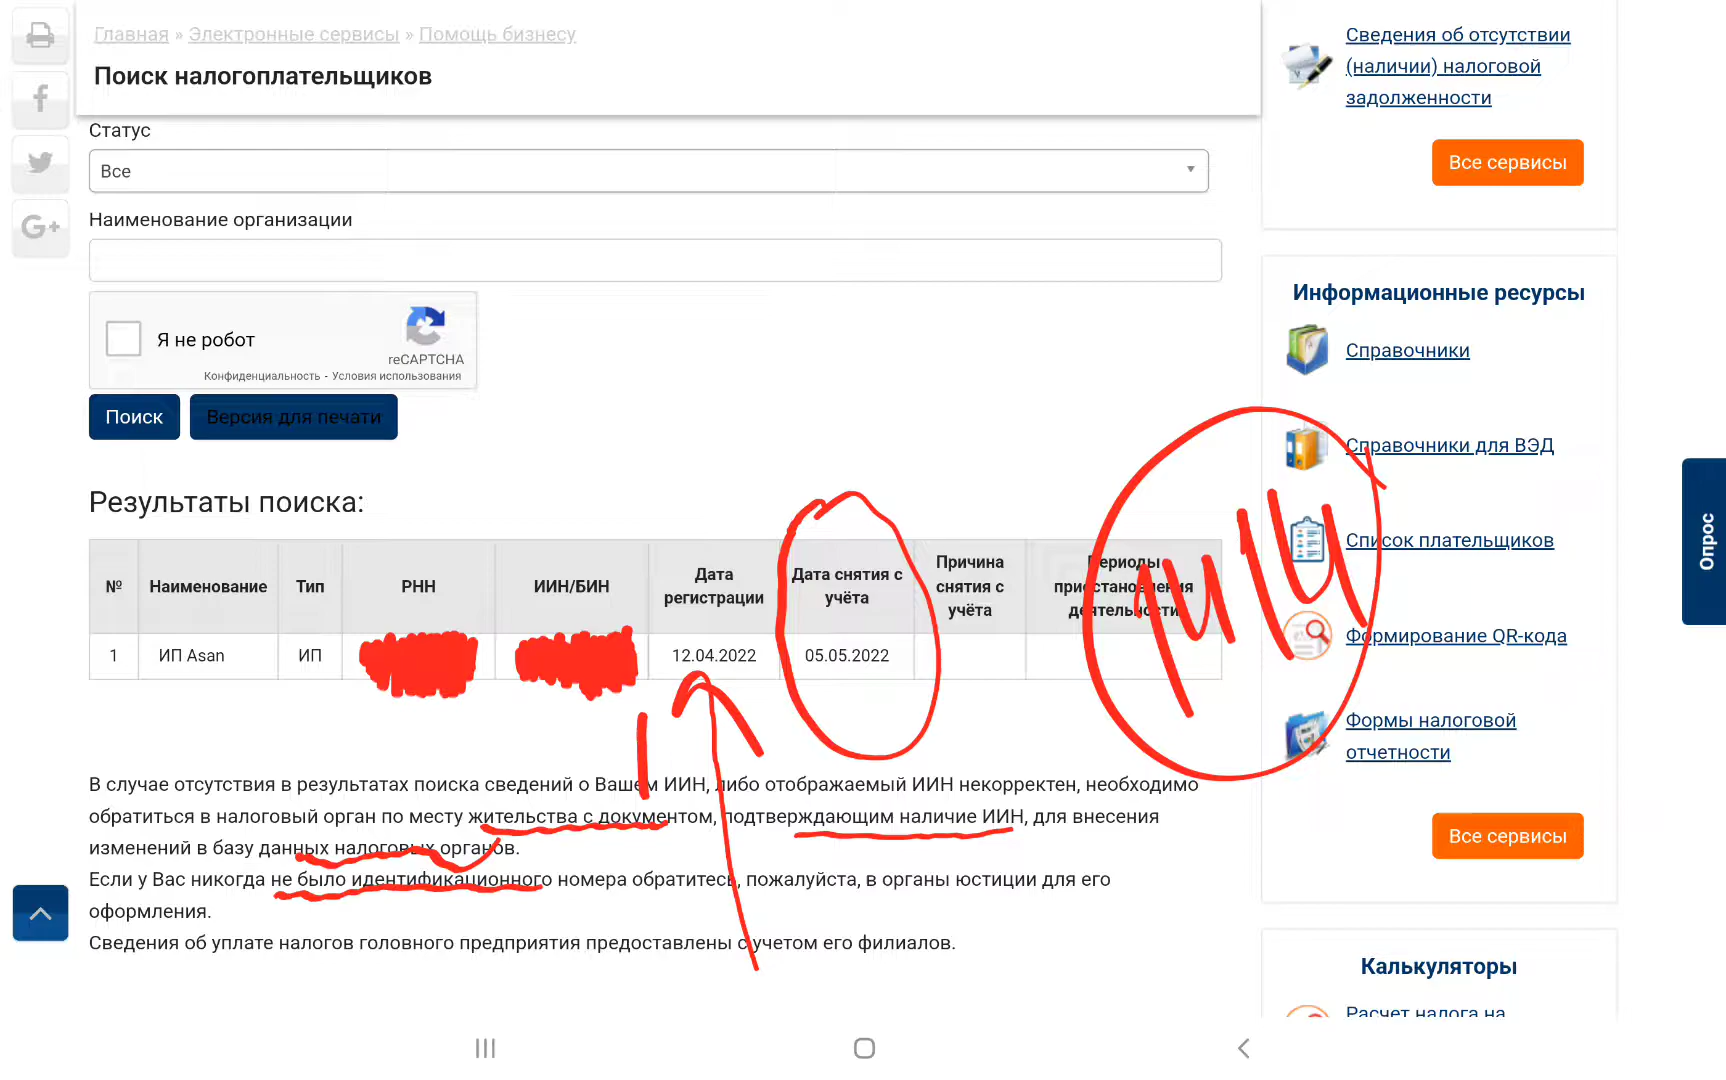 Главная » Электронные сервисы » Помощь бизнесу
Поиск налогоплательщиков
Статус
Все
Наименование организации
Я не робот
reCAPTCHA
Конфиденциальность - Условия использования
Поиск
Версия для печати
Результаты поиска:
№ Наименование Тип РНН ИИН/БИН Дата регистрации Дата снятия с учёта Причина снятия с учёта Периоды приостановления деятельности
1 ИП Asan ИП 12.04.2022 05.05.2022
В случае отсутствия в результатах поиска сведений о Вашем ИИН, либо отображаемый ИИН некорректен, необходимо
обратиться в налоговый орган по месту жительства с документом, подтверждающим наличие ИИН, для внесения
изменений в базу данных налоговых органов.
Если у Вас никогда не было идентификационного номера обратитесь, пожалуйста, в органы юстиции для его
оформления.
Сведения об уплате налогов головного предприятия предоставлены с учетом его филиалов.
Сведения об отсутствии
(наличии) налоговой
задолженности
Все сервисы
Информационные ресурсы
Справочники
Справочники для ВЭД
Список плательщиков
Формирование QR-кода
Формы налоговой
отчетности
Все сервисы
Калькуляторы
Расчет налога на
Опрос